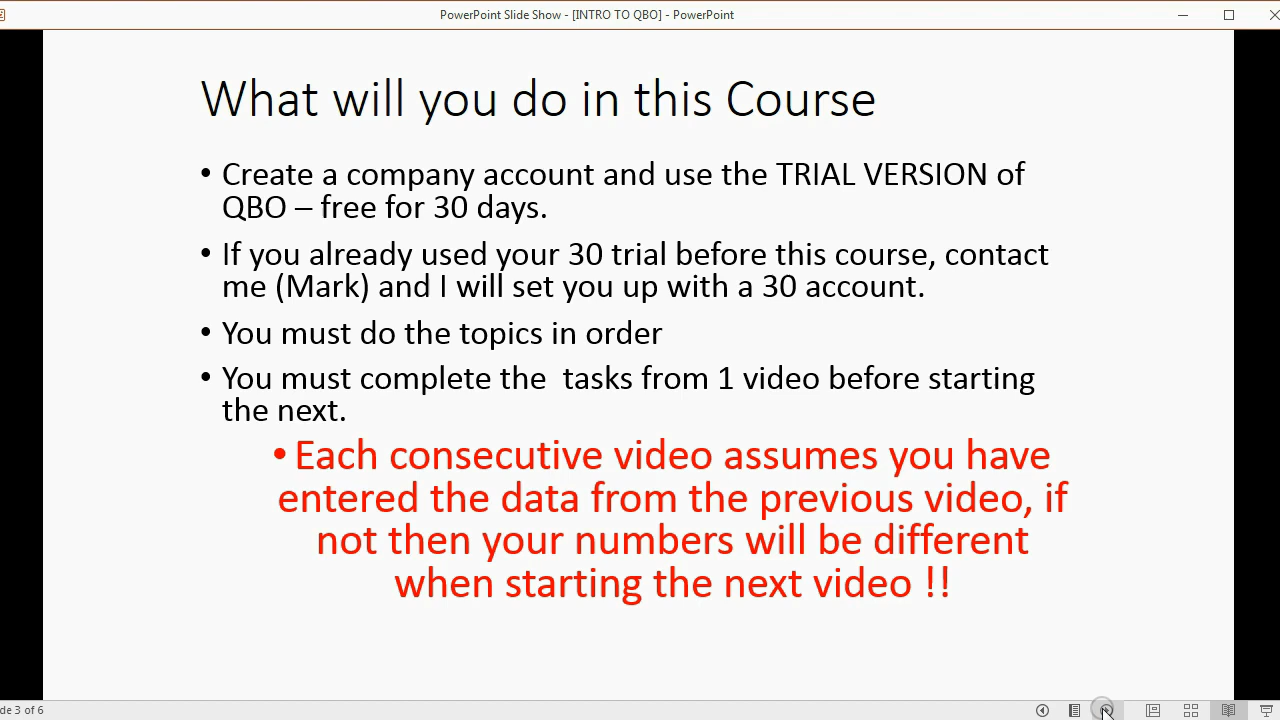 PowerPoint Slide Show - [INTRO TO QBO] - PowerPoint
What will you do in this Course
• Create a company account and use the TRIAL VERSION of
QBO – free for 30 days.
• If you already used your 30 trial before this course, contact
me (Mark) and I will set you up with a 30 account.
• You must do the topics in order
• You must complete the  tasks from 1 video before starting
the next.
• Each consecutive video assumes you have
entered the data from the previous video, if
not then your numbers will be different
when starting the next video !!
de 3 of 6